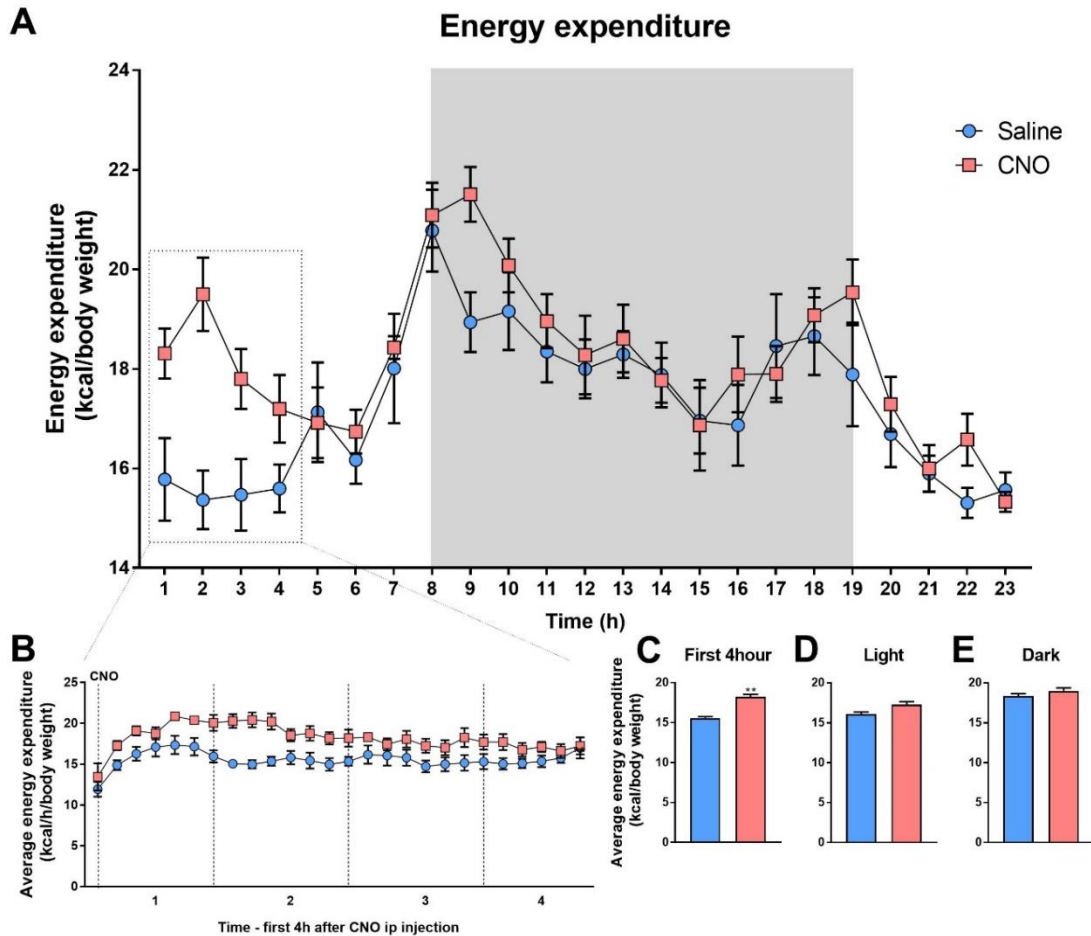 A
Energy expenditure
Energy expenditure
(kcal/body weight)
24
22
20
18
16
14
Saline
CNO
1 2 3 4 5 6 7 8 9 10 11 12 13 14 15 16 17 18 19 20 21 22 23
Time (h)
B
CNO
Average energy expenditure
(kcal/h/body weight)
25
20
15
10
5
0
1 2 3 4
Time - first 4h after CNO ip injection
C
First 4hour
Average energy expenditure
(kcal/body weight)
20
15
10
5
0
**
D
Light
20
15
10
5
0
E
Dark
20
15
10
5
0